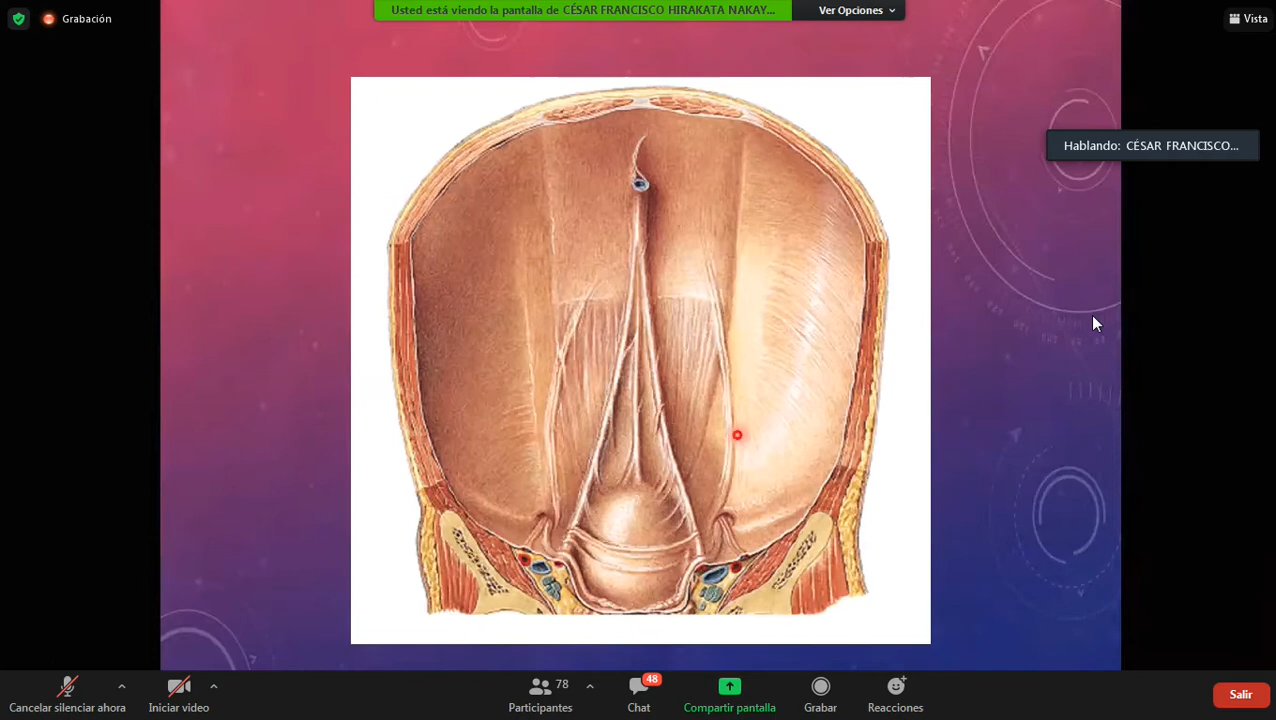 Grabación
Usted está viendo la pantalla de CÉSAR FRANCISCO HIRAKATA NAKAY...
Ver Opciones
Vista
Hablando: CÉSAR FRANCISCO...
Cancelar silenciar ahora
Iniciar video
78
Participantes
48
Chat
Compartir pantalla
Grabar
Reacciones
Salir